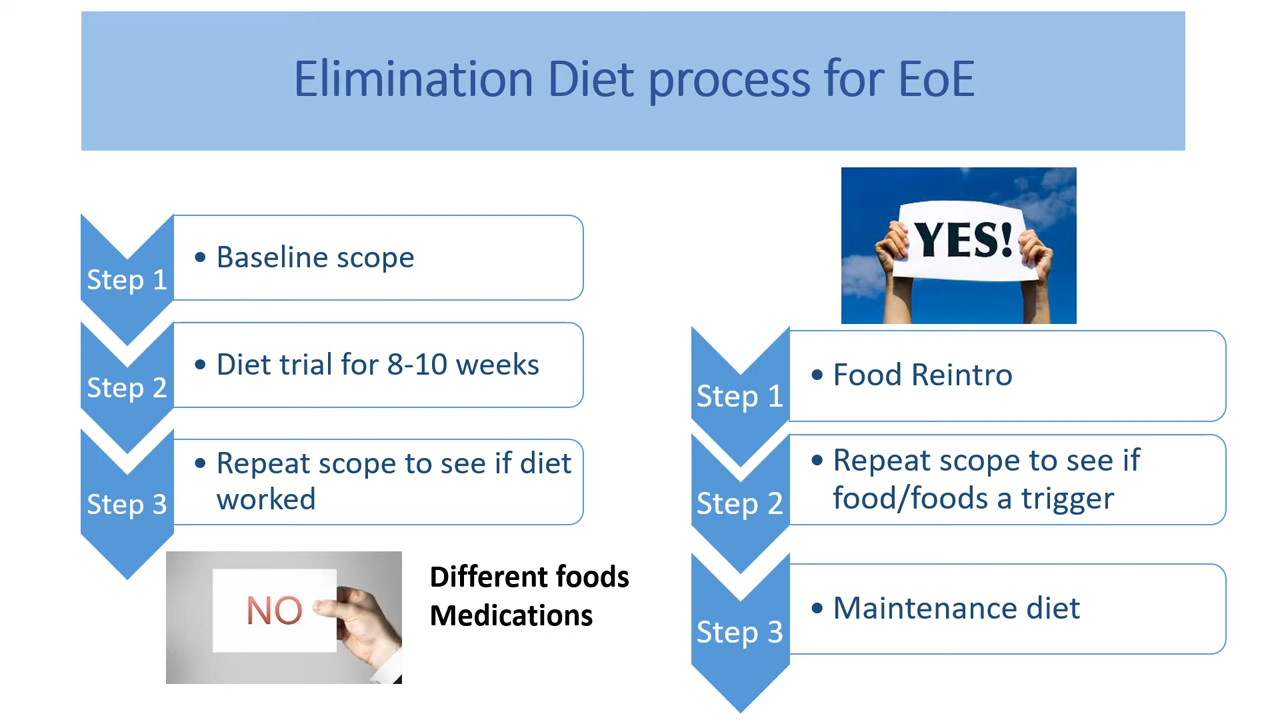 Elimination Diet process for EoE
Step 1
• Baseline scope
Step 2
• Diet trial for 8-10 weeks
Step 3
• Repeat scope to see if diet
worked
NO
Different foods
Medications
YES!
Step 1
• Food Reintro
Step 2
• Repeat scope to see if
food/foods a trigger
Step 3
• Maintenance diet